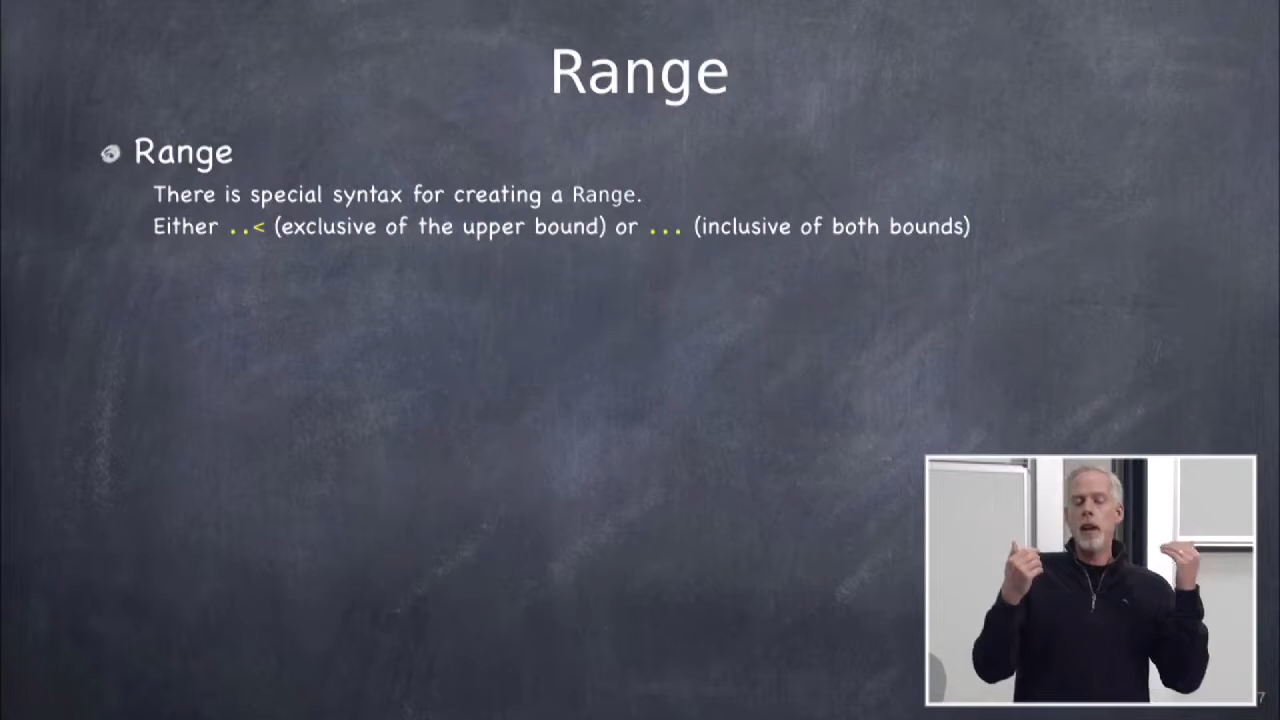 Range
Range
There is special syntax for creating a Range.
Either ..< (exclusive of the upper bound) or ... (inclusive of both bounds)
7